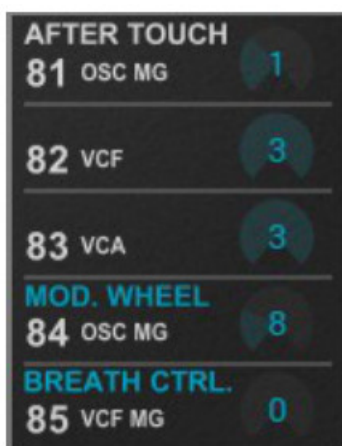 AFTER TOUCH
81 OSC MG 1
82 VCF 3
83 VCA 3
MOD. WHEEL
84 OSC MG 8
BREATH CTRL.
85 VCF MG 0